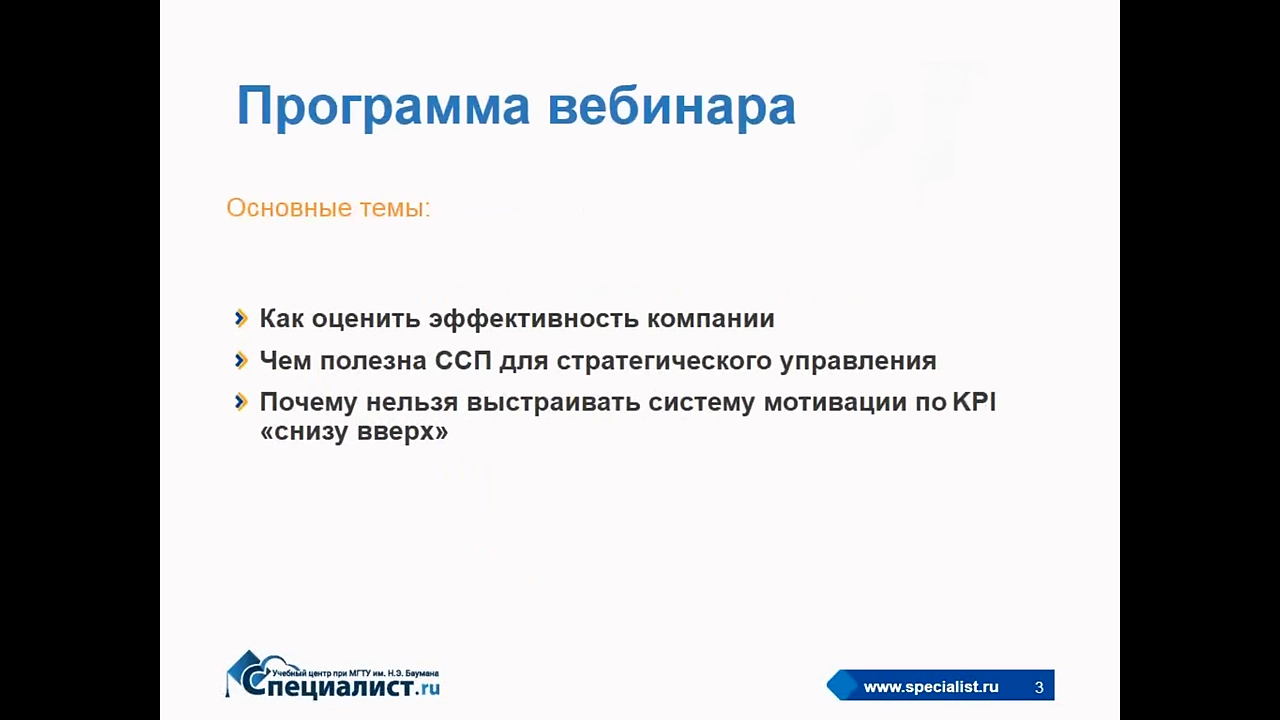 Программа вебинара
Основные темы:
Как оценить эффективность компании
Чем полезна ССП для стратегического управления
Почему нельзя выстраивать систему мотивации по KPI
«снизу вверх»
Учебный центр при МГТУ им. Н.Э. Баумана
Специалист.ru
www.specialist.ru 3